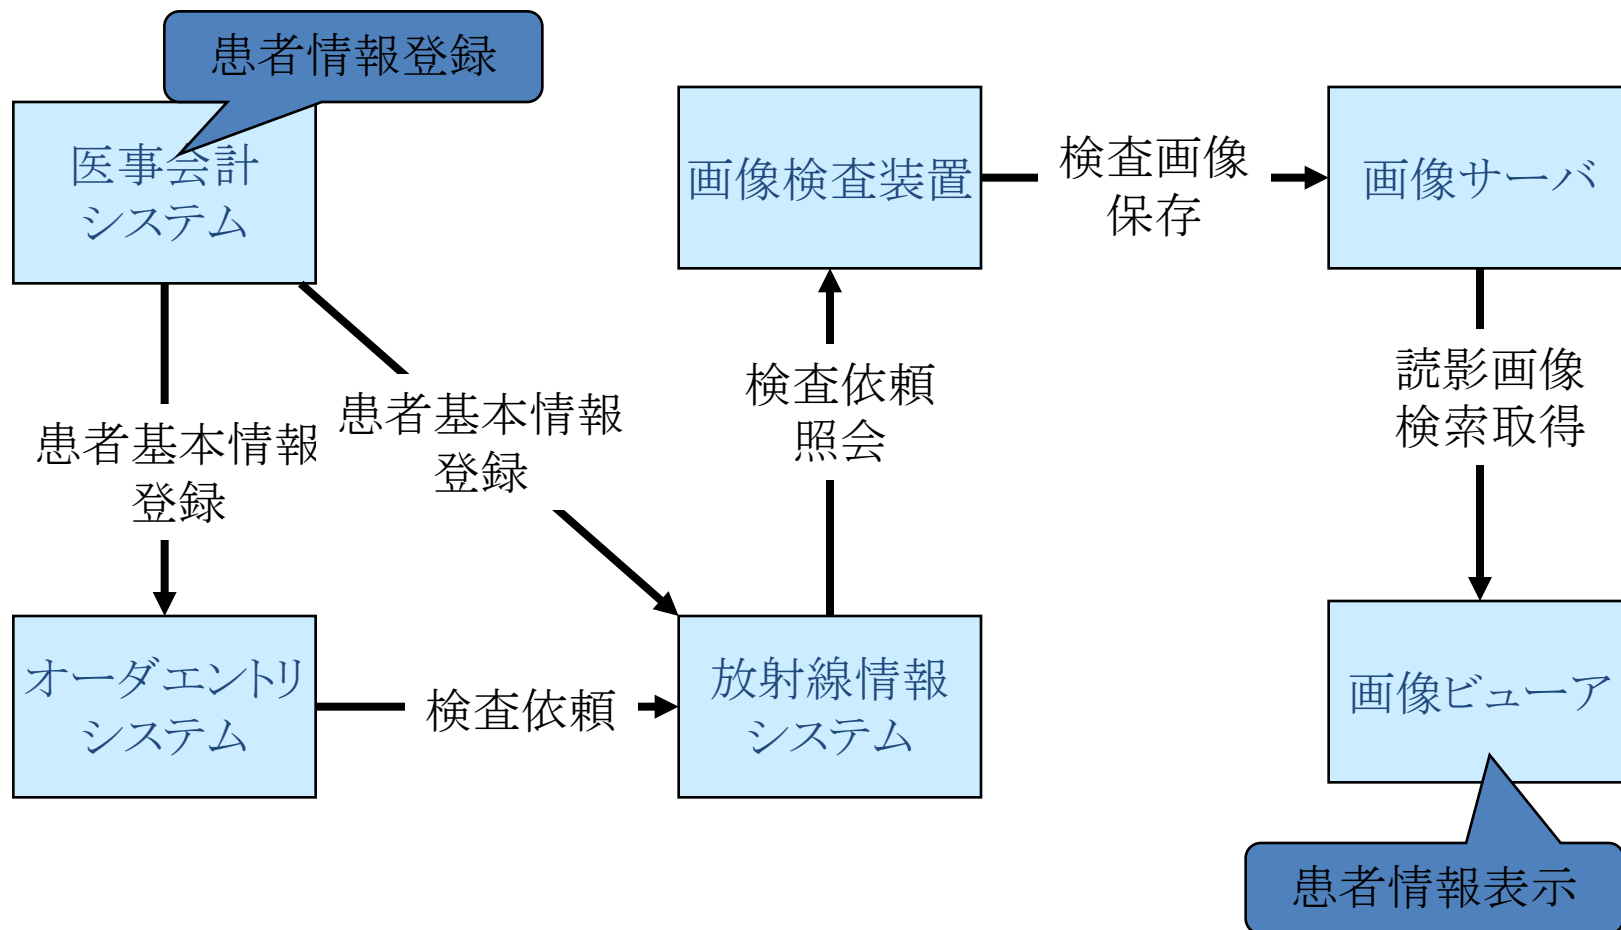 患者情報登録
医事会計
システム
画像検査装置
検査画像
保存
画像サーバ
患者基本情報
登録
患者基本情報
登録
検査依頼
照会
読影画像
検索取得
オーダエントリ
システム
検査依頼
放射線情報
システム
画像ビューア
患者情報表示